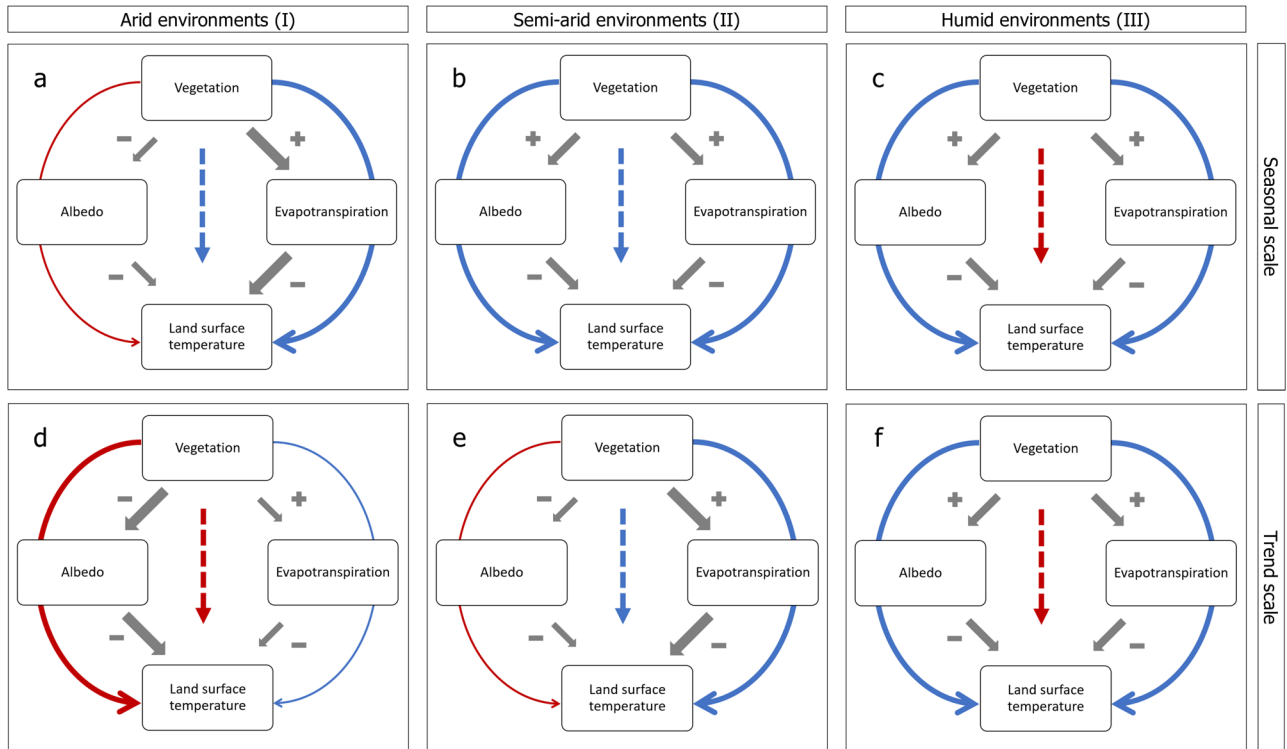 Arid environments (I)
Semi-arid environments (II)
Humid environments (III)
Seasonal scale
a
Vegetation
−
+
Albedo
Evapotranspiration
−
−
Land surface
temperature
b
Vegetation
+
+
Albedo
Evapotranspiration
−
−
Land surface
temperature
c
Vegetation
+
+
Albedo
Evapotranspiration
−
−
Land surface
temperature
Trend scale
d
Vegetation
−
+
Albedo
Evapotranspiration
−
−
Land surface
temperature
e
Vegetation
−
+
Albedo
Evapotranspiration
−
−
Land surface
temperature
f
Vegetation
+
+
Albedo
Evapotranspiration
−
−
Land surface
temperature